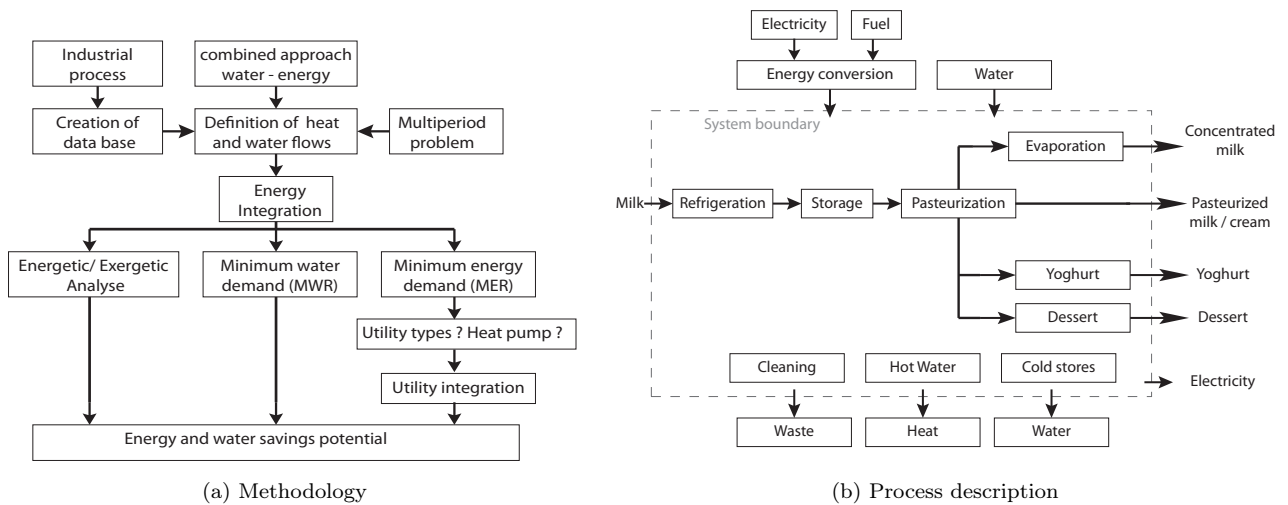 Industrial
process
combined approach
water - energy
Creation of
data base
Definition of heat
and water flows
Multiperiod
problem
Energy
Integration
Energetic/ Exergetic
Analyse
Minimum water
demand (MWR)
Minimum energy
demand (MER)
Utility types ? Heat pump ?
Utility integration
Energy and water savings potential
(a) Methodology
Electricity
Fuel
Energy conversion
Water
System boundary
Evaporation
Concentrated
milk
Milk
Refrigeration
Storage
Pasteurization
Pasteurized
milk / cream
Yoghurt
Yoghurt
Dessert
Dessert
Cleaning
Hot Water
Cold stores
Electricity
Waste
Heat
Water
(b) Process description